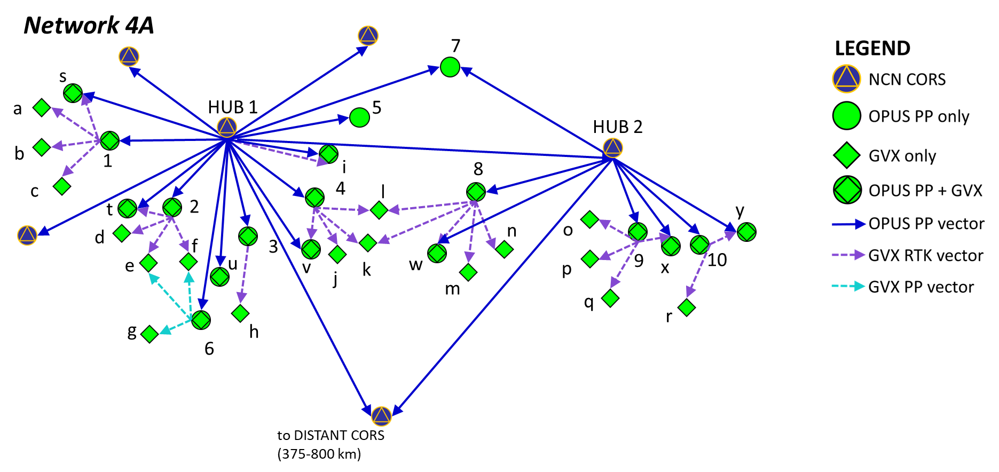 Network 4A
7
s
HUB 1
5
a
HUB 2
b
1
i
8
c
4
l
t
2
y
d
f
3
n
o
e
u
v
j
k
w
p
9
x
10
m
q
h
r
g
6
to DISTANT CORS
(375-800 km)
LEGEND
NCN CORS
OPUS PP only
GVX only
OPUS PP + GVX
OPUS PP vector
GVX RTK vector
GVX PP vector